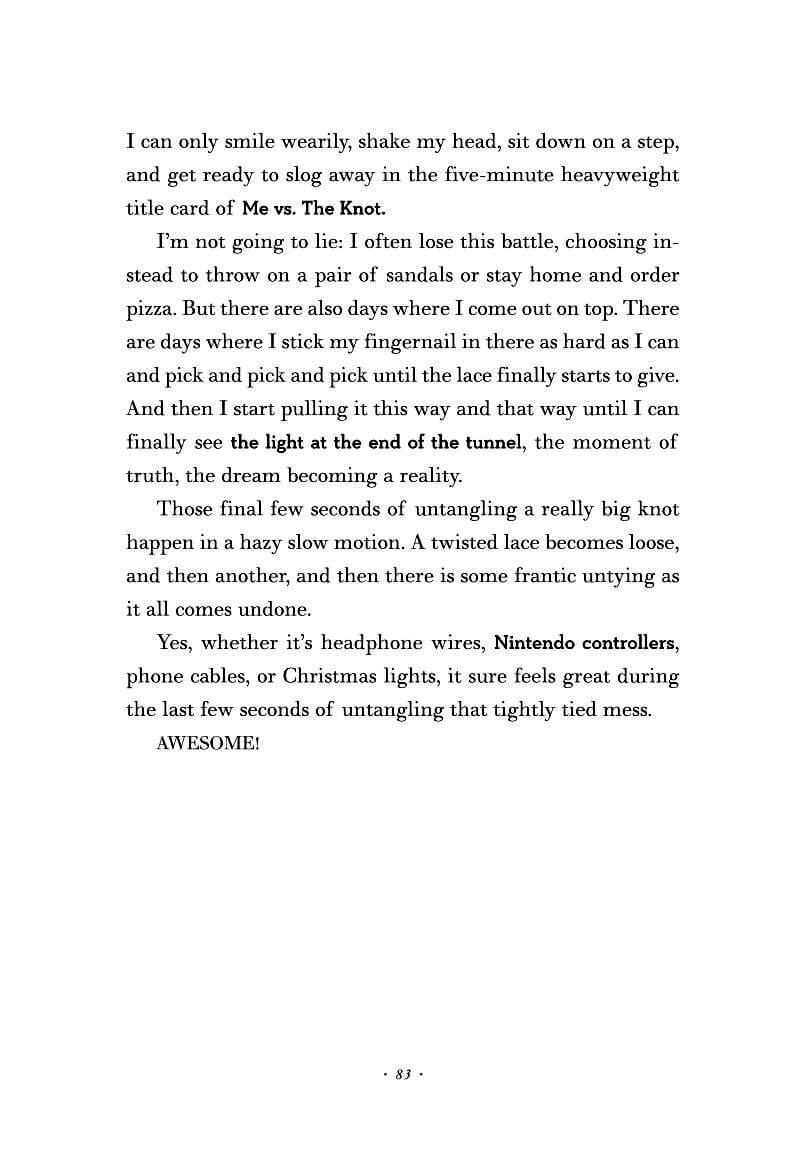 I can only smile wearily, shake my head, sit down on a step,
and get ready to slog away in the five-minute heavyweight
title card of Me vs. The Knot.
I’m not going to lie: I often lose this battle, choosing in-
stead to throw on a pair of sandals or stay home and order
pizza. But there are also days where I come out on top. There
are days where I stick my fingernail in there as hard as I can
and pick and pick and pick until the lace finally starts to give.
And then I start pulling it this way and that way until I can
finally see the light at the end of the tunnel, the moment of
truth, the dream becoming a reality.
Those final few seconds of untangling a really big knot
happen in a hazy slow motion. A twisted lace becomes loose,
and then another, and then there is some frantic untying as
it all comes undone.
Yes, whether it’s headphone wires, Nintendo controllers,
phone cables, or Christmas lights, it sure feels great during
the last few seconds of untangling that tightly tied mess.
AWESOME!
· 83 ·